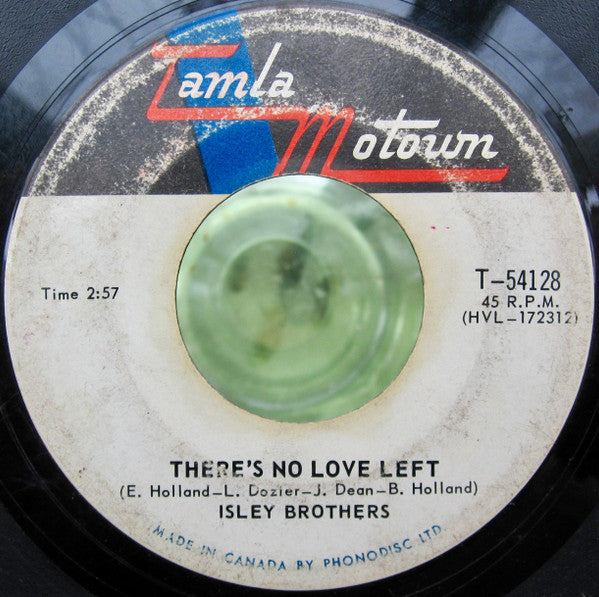 Tamla
Motown
Time 2:57
T-54128
45 R.P.M.
(HVL-172312)
THERE'S NO LOVE LEFT
(E. Holland-L. Dozier-J. Dean-B. Holland)
ISLEY BROTHERS
MADE IN CANADA BY PHONODISC LTD.